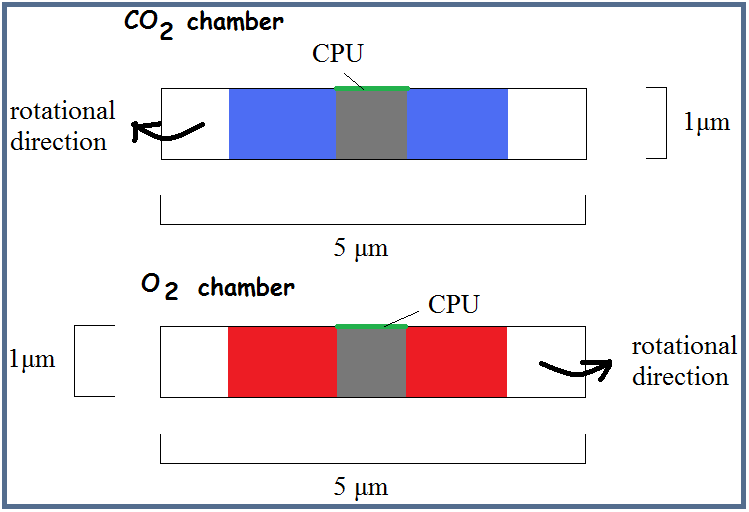 CO2 chamber
CPU
rotational
direction
1μm
5 μm
O2 chamber
CPU
1μm
rotational
direction
5 μm